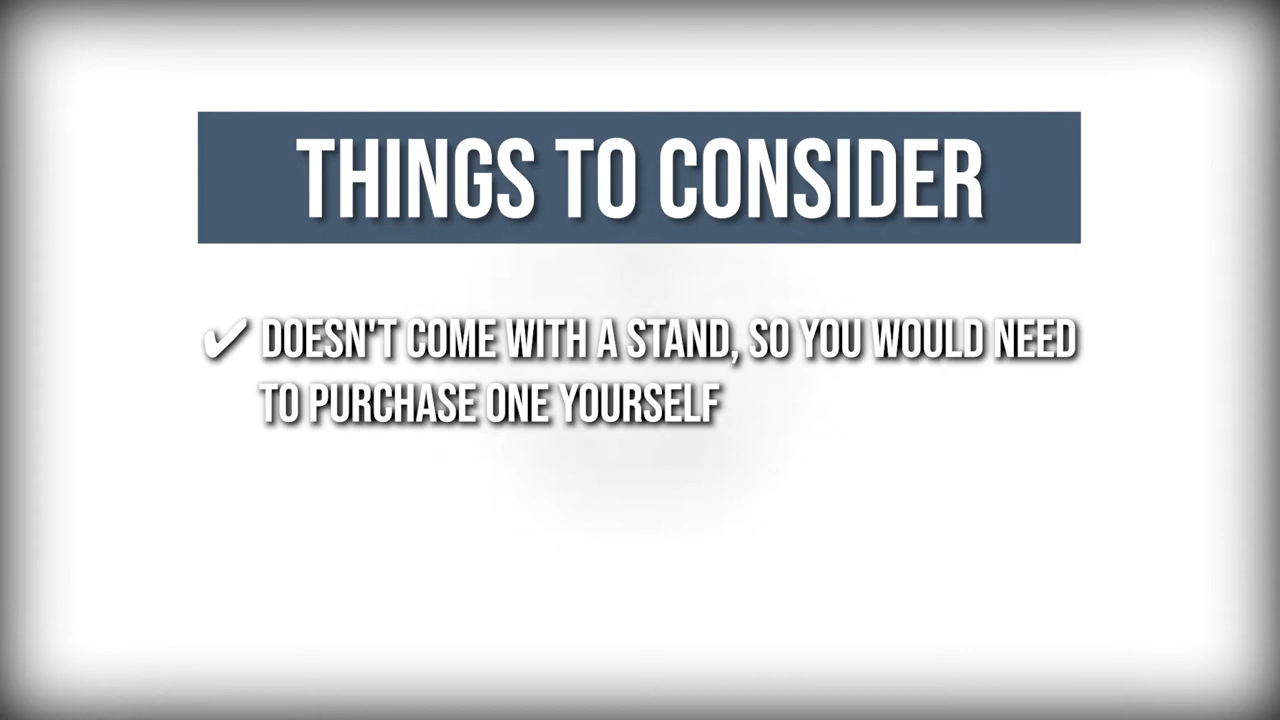 THINGS TO CONSIDER
✔ DOESN'T COME WITH A STAND, SO YOU WOULD NEED
TO PURCHASE ONE YOURSELF